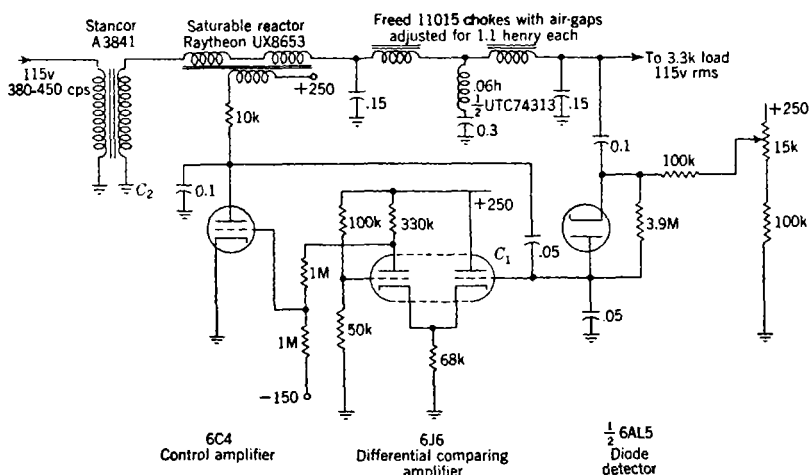 Stancor
A3841
Saturable reactor
Raytheon UX8653
Freed 11015 chokes with air-gaps
adjusted for 1.1 henry each
115v
380-450 cps
To 3.3k load
115v rms
+250
.15
.06h
½ UTC74313
0.3
.15
+250
15k
10k
0.1
100k
C₂
0.1
100k
330k
+250
.05
3.9M
100k
1M
C₁
1M
50k
68k
.05
−150
6C4
Control amplifier
6J6
Differential comparing
amplifier
½ 6AL5
Diode
detector